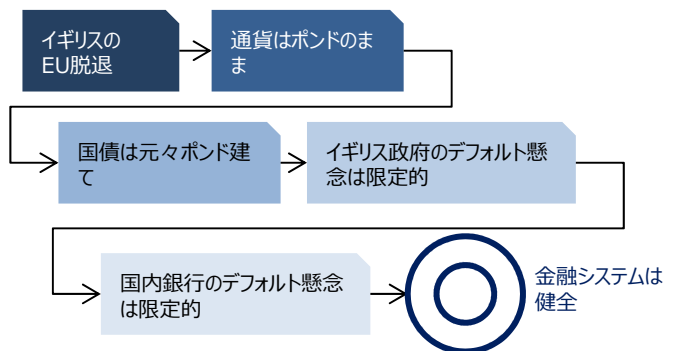 イギリスの
EU脱退
通貨はポンドのま
ま
国債は元々ポンド建
て
イギリス政府のデフォルト懸
念は限定的
国内銀行のデフォルト懸念
は限定的
金融システムは
健全